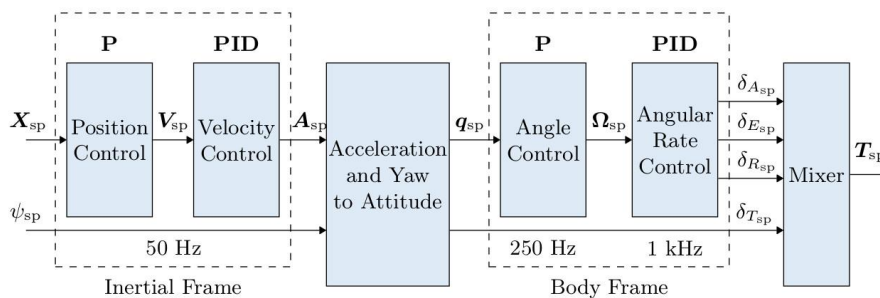 P
PID
P
PID
X_sp
Position
Control
V_sp
Velocity
Control
A_sp
Acceleration
and Yaw
to Attitude
q_sp
Angle
Control
Ω_sp
Angular
Rate
Control
δ_A_sp
δ_E_sp
δ_R_sp
δ_T_sp
Mixer
T_sp
ψ_sp
50 Hz
250 Hz
1 kHz
Inertial Frame
Body Frame